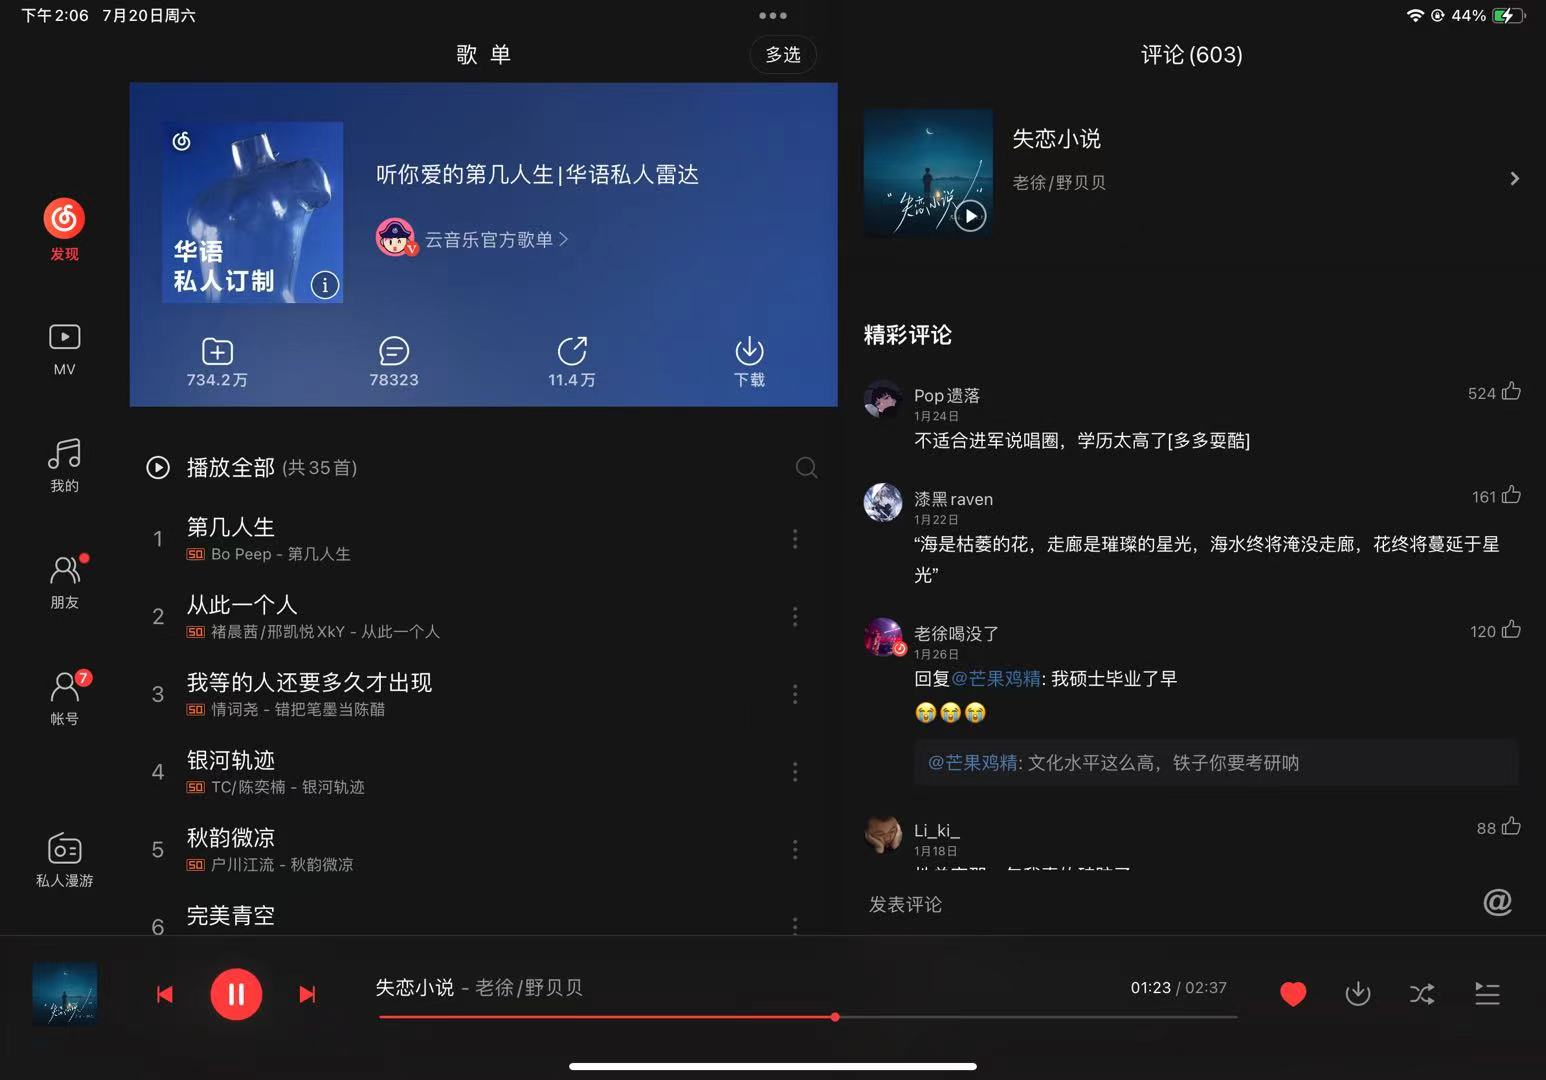 下午2:06 7月20日周六
44%
歌 单
多选
华语
私人订制
听你爱的第几人生|华语私人雷达
云音乐官方歌单
734.2万
78323
11.4万
下载
发现
MV
我的
朋友
7
帐号
私人漫游
播放全部 (共35首)
1 第几人生
SQ Bo Peep - 第几人生
2 从此一个人
SQ 褚晨茜/邢凯悦XkY - 从此一个人
3 我等的人还要多久才出现
SQ 情词尧 - 错把笔墨当陈醋
4 银河轨迹
SQ TC/陈奕楠 - 银河轨迹
5 秋韵微凉
SQ 户川江流 - 秋韵微凉
6 完美青空
评论(603)
“失恋小说”
失恋小说
老徐/野贝贝
精彩评论
Pop遗落
524
1月24日
不适合进军说唱圈，学历太高了[多多耍酷]
漆黑raven
161
1月22日
“海是枯萎的花，走廊是璀璨的星光，海水终将淹没走廊，花终将蔓延于星
光”
老徐喝没了
120
1月26日
回复@芒果鸡精: 我硕士毕业了早
@芒果鸡精: 文化水平这么高，铁子你要考研呐
Li_ki_
88
1月18日
发表评论
@
失恋小说 - 老徐/野贝贝
01:23 / 02:37